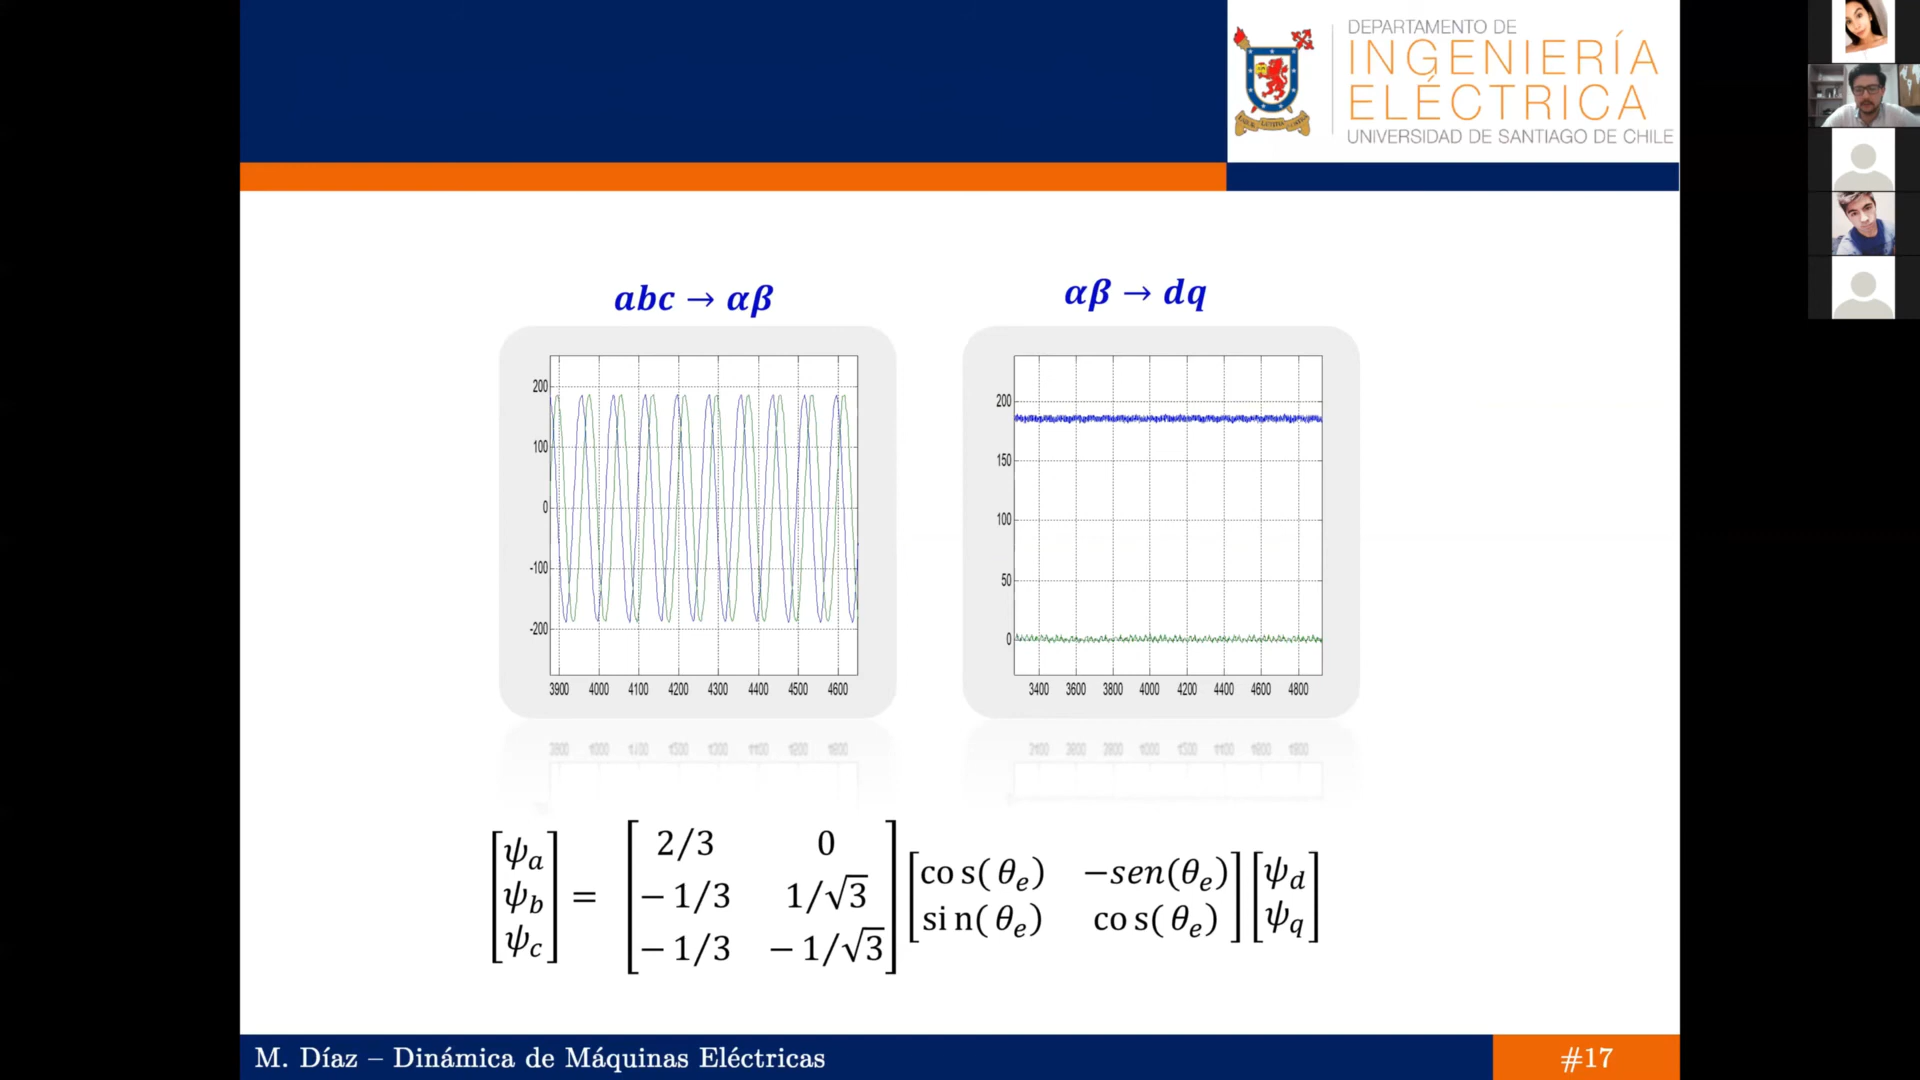 DEPARTAMENTO DE
INGENIERÍA
ELÉCTRICA
UNIVERSIDAD DE SANTIAGO DE CHILE
abc → αβ
αβ → dq
200
100
0
-100
-200
3900 4000 4100 4200 4300 4400 4500 4600
200
150
100
50
0
3400 3600 3800 4000 4200 4400 4600 4800
[ψa ψb ψc] = [2/3 0; −1/3 1/√3; −1/3 −1/√3] [cos(θe) −sen(θe); sin(θe) cos(θe)] [ψd ψq]
M. Díaz – Dinámica de Máquinas Eléctricas
#17